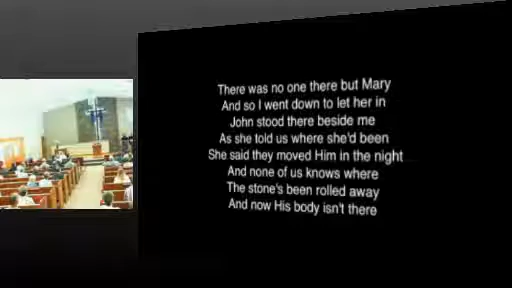 There was no one there but Mary
And so I went down to let her in
John stood there beside me
As she told us where she'd been
She said they moved Him in the night
And none of us knows where
The stone's been rolled away
And now His body isn't there